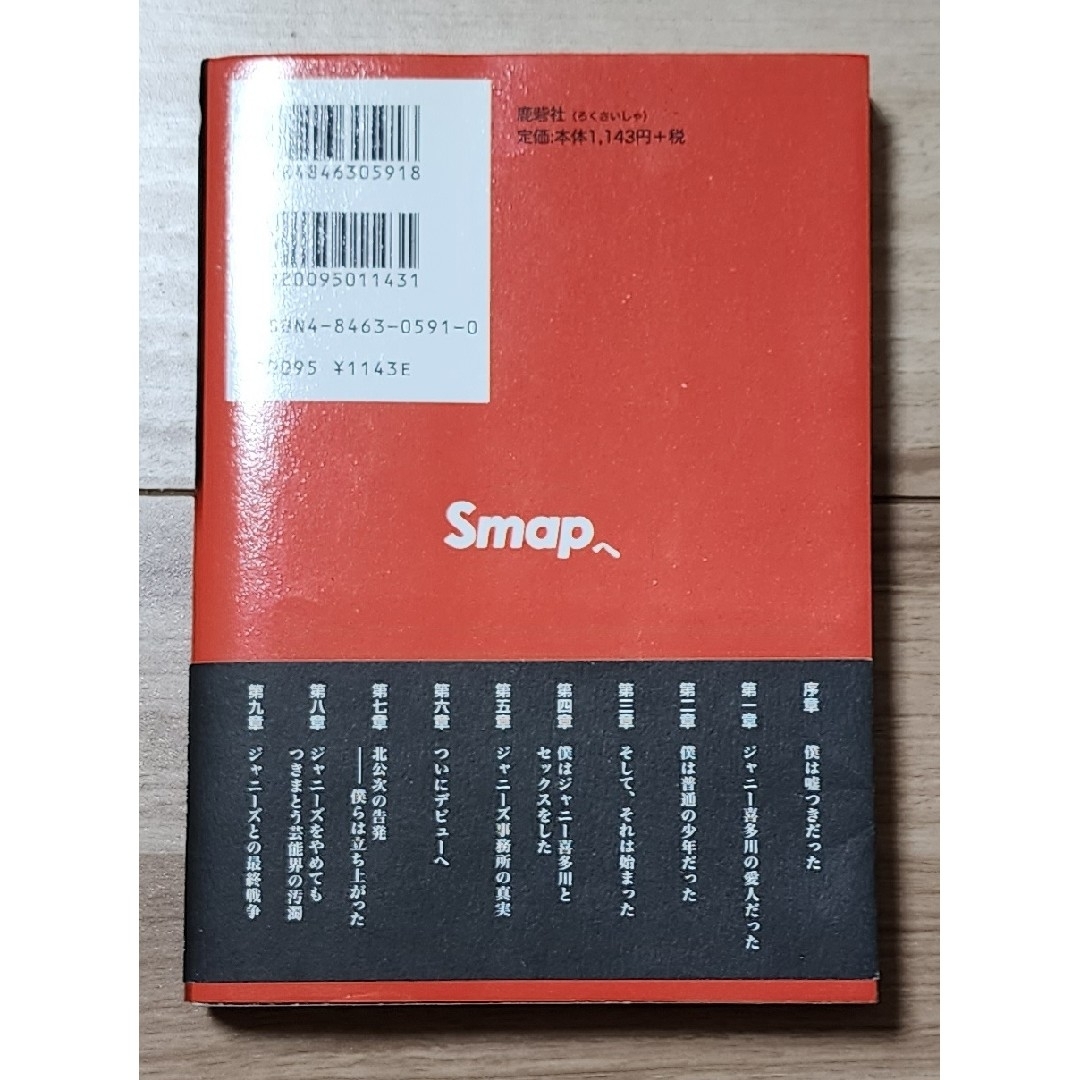 4846305918
20095011431
SBN4-8463-0591-0
0095 ¥1143E
鹿砦社（ろくさいしゃ）
定価:本体1,143円+税
Smapへ
序章 僕は嘘つきだった
第一章 ジャニー喜多川の愛人だった
第二章 僕は普通の少年だった
第三章 そして、それは始まった
第四章 僕はジャニー喜多川と
セックスをした
第五章 ジャニーズ事務所の真実
第六章 ついにデビューへ
第七章 北公次の告発
——僕らは立ち上がった
第八章 ジャニーズをやめても
つきまとう芸能界の汚濁
第九章 ジャニーズとの最終戦争